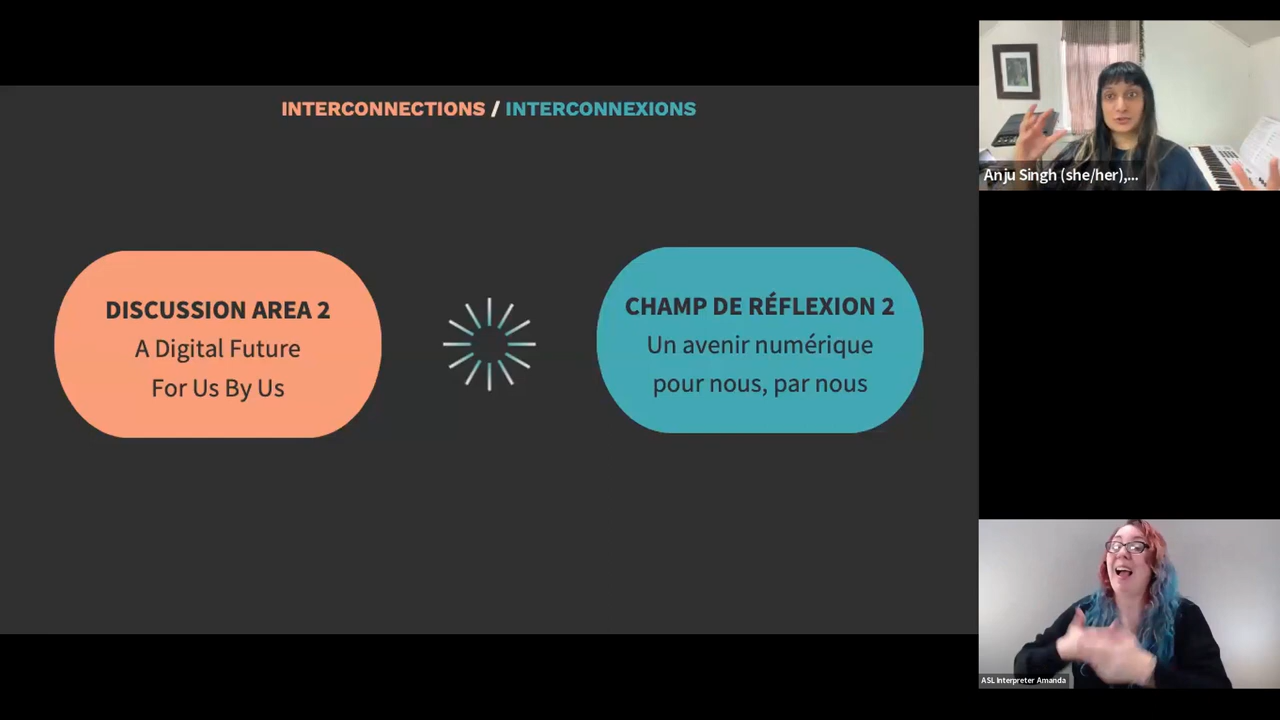 INTERCONNECTIONS / INTERCONNEXIONS
DISCUSSION AREA 2
A Digital Future
For Us By Us
CHAMP DE RÉFLEXION 2
Un avenir numérique
pour nous, par nous
Anju Singh (she/her),...
ASL Interpreter Amanda